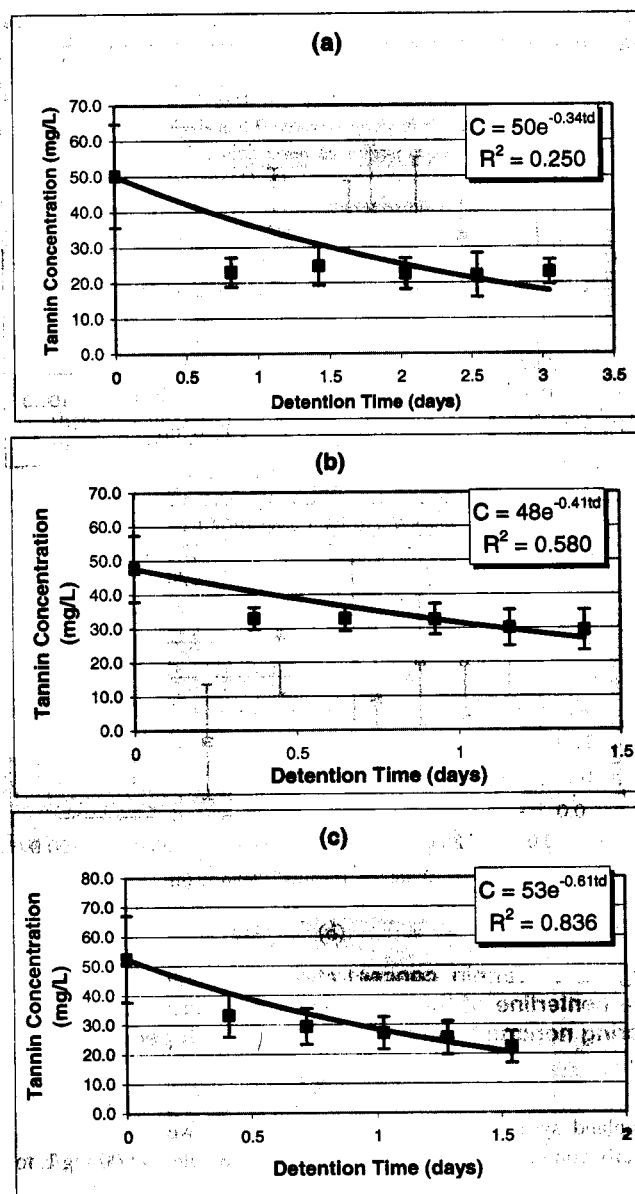 (a)
Tannin Concentration (mg/L)
70.0
60.0
50.0
40.0
30.0
20.0
10.0
0.0
C = 50e^-0.34td
R² = 0.250
0 0.5 1 1.5 2 2.5 3 3.5
Detention Time (days)
(b)
Tannin Concentration
(mg/L)
70.0
60.0
50.0
40.0
30.0
20.0
10.0
0.0
C = 48e^-0.41td
R² = 0.580
0 0.5 1 1.5
Detention Time (days)
(c)
Tannin Concentration
(mg/L)
80.0
70.0
60.0
50.0
40.0
30.0
20.0
10.0
0.0
C = 53e^-0.61td
R² = 0.836
0 0.5 1 1.5 2
Detention Time (days)